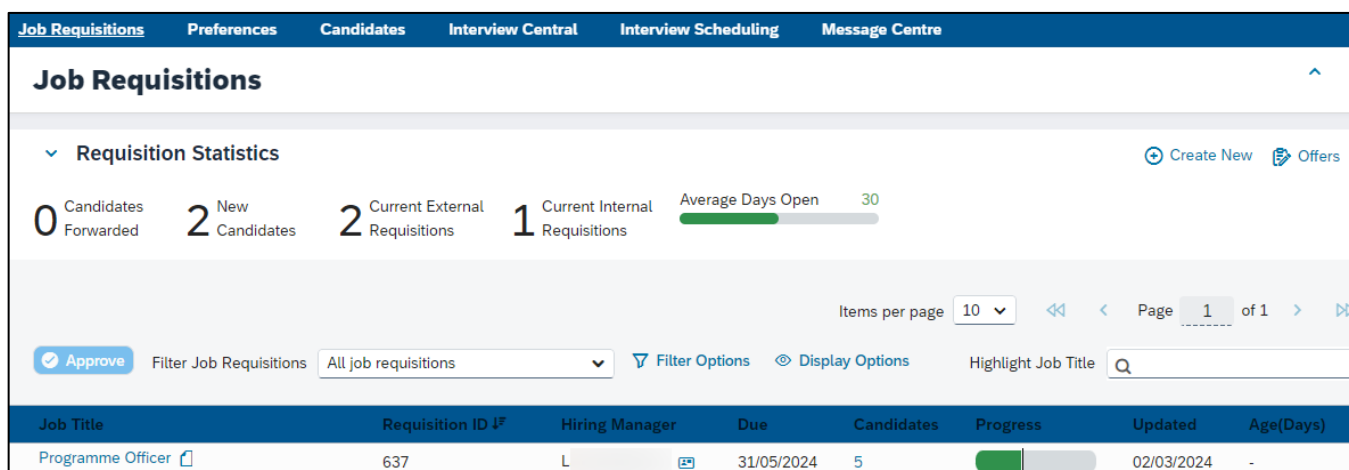 Job Requisitions Preferences Candidates Interview Central Interview Scheduling Message Centre
Job Requisitions
Requisition Statistics Create New Offers
0 Candidates Forwarded 2 New Candidates 2 Current External Requisitions 1 Current Internal Requisitions Average Days Open 30
Items per page 10 Page 1 of 1
Approve Filter Job Requisitions All job requisitions Filter Options Display Options Highlight Job Title
Job Title Requisition ID Hiring Manager Due Candidates Progress Updated Age(Days)
Programme Officer 637 L 31/05/2024 5 02/03/2024 -